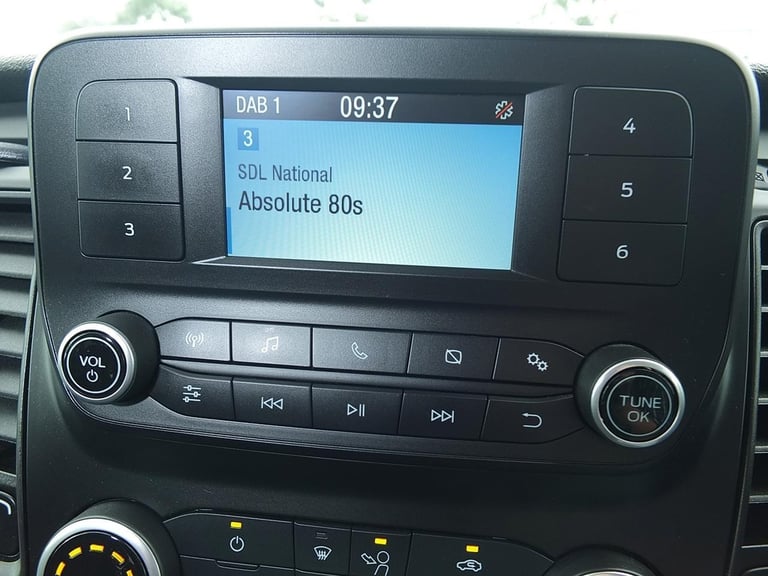 DAB 1 09:37
3
SDL National
Absolute 80s
1
2
3
4
5
6
VOL
TUNE
OK